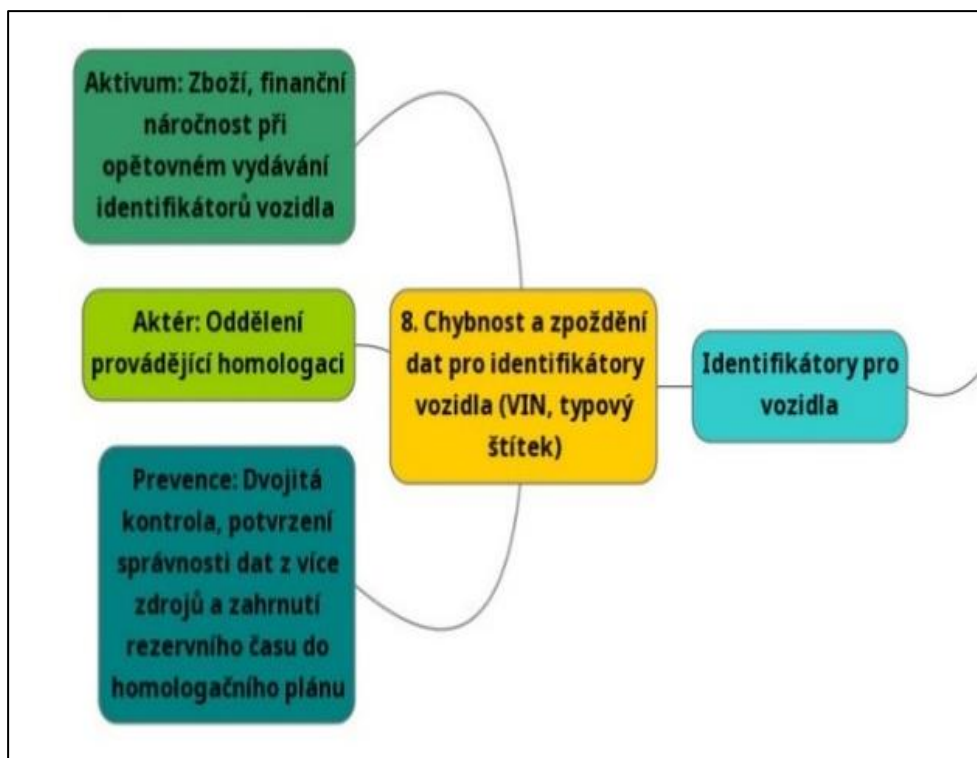 Aktivum: Zboží, finanční
náročnost při
opětovném vydávání
identifikátorů vozidla
Aktér: Oddělení
provádějící homologaci
Prevence: Dvojitá
kontrola, potvrzení
správnosti dat z více
zdrojů a zahrnutí
rezervního času do
homologačního plánu
8. Chybnost a zpoždění
dat pro identifikátory
vozidla (VIN, typový
štítek)
Identifikátory pro
vozidla